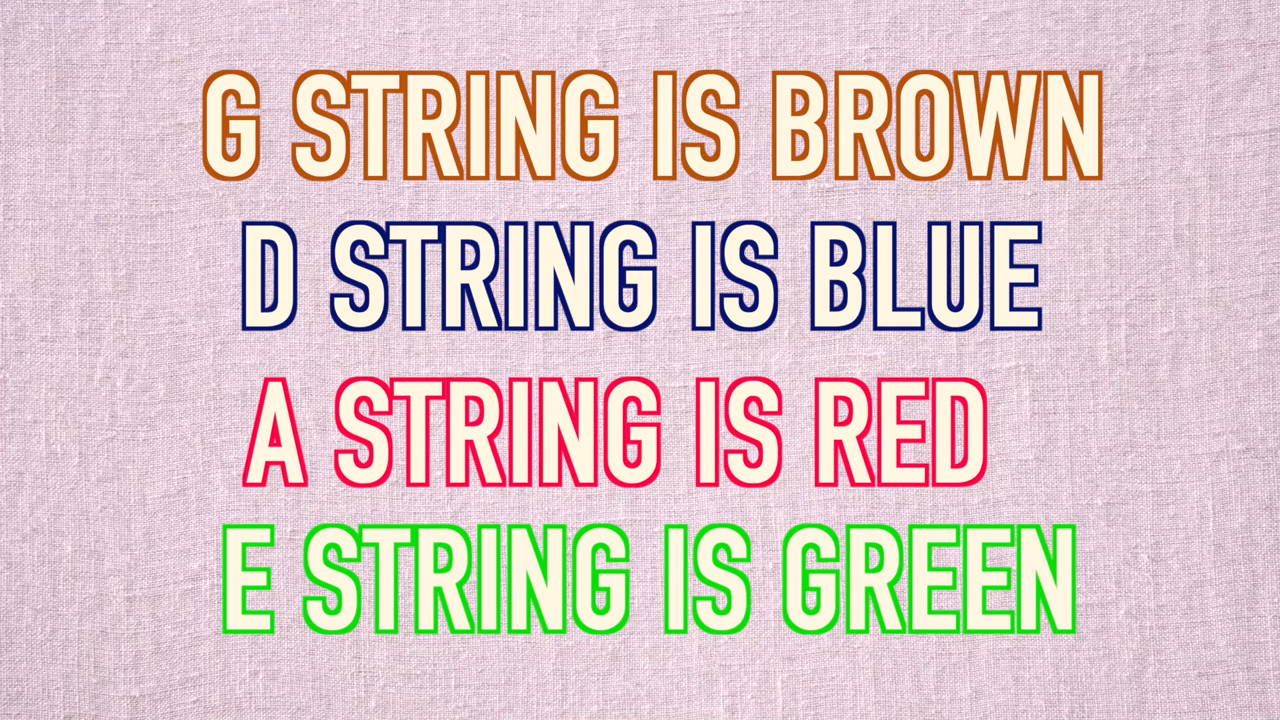 G STRING IS BROWN
D STRING IS BLUE
A STRING IS RED
E STRING IS GREEN